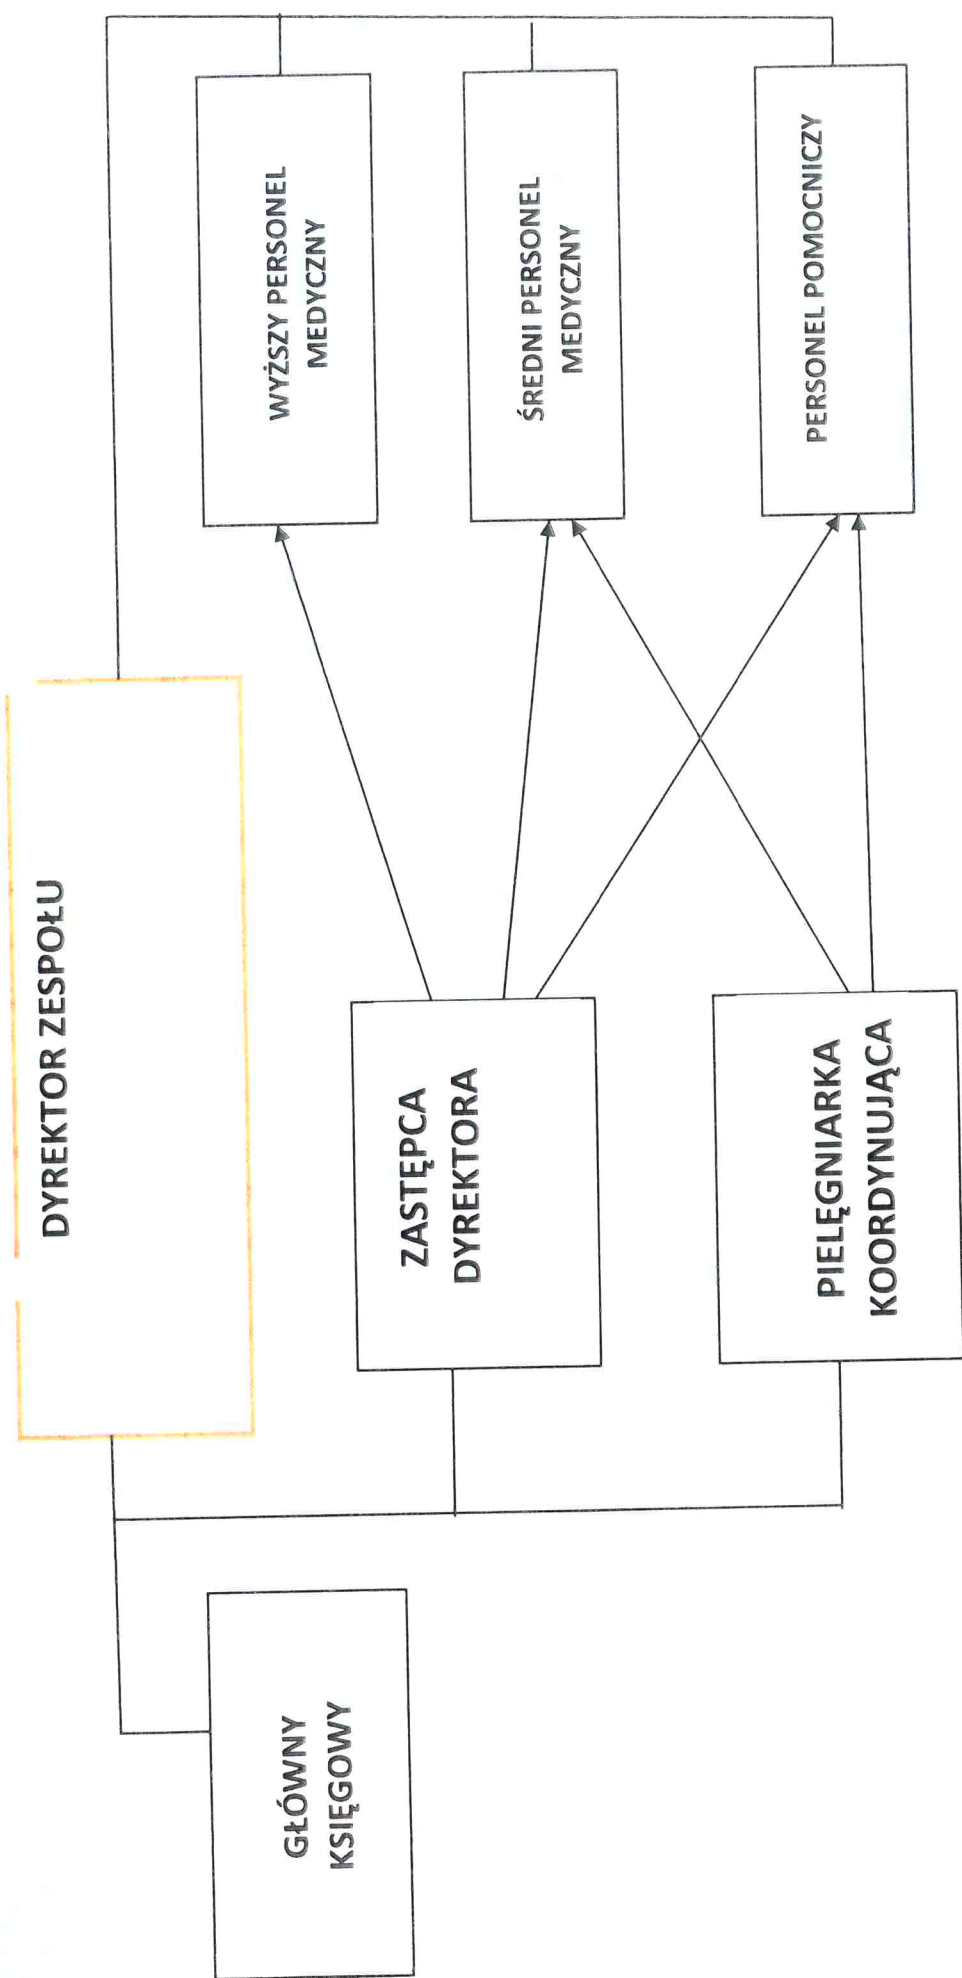 DYREKTOR ZESPOŁU
GŁÓWNY
KSIĘGOWY
ZASTĘPCA
DYREKTORA
PIELĘGNIARKA
KOORDYNUJĄCA
WYŻSZY PERSONEL
MEDYCZNY
ŚREDNI PERSONEL
MEDYCZNY
PERSONEL POMOCNICZY